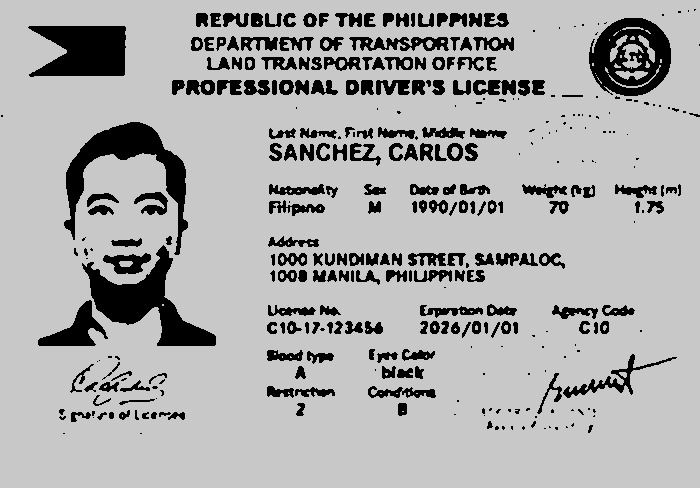 REPUBLIC OF THE PHILIPPINES
DEPARTMENT OF TRANSPORTATION
LAND TRANSPORTATION OFFICE
PROFESSIONAL DRIVER'S LICENSE
LTO
Last Name, First Name, Middle Name
SANCHEZ, CARLOS
Nationality Sex Date of Birth Weight (kg) Height (m)
Filipino M 1990/01/01 70 1.75
Address
1000 KUNDIMAN STREET, SAMPALOC,
1008 MANILA, PHILIPPINES
License No. Expiration Date Agency Code
C10-17-123456 2026/01/01 C10
Blood type Eyes Color
A black
Restriction Conditions
2 B
Signature of Licensee